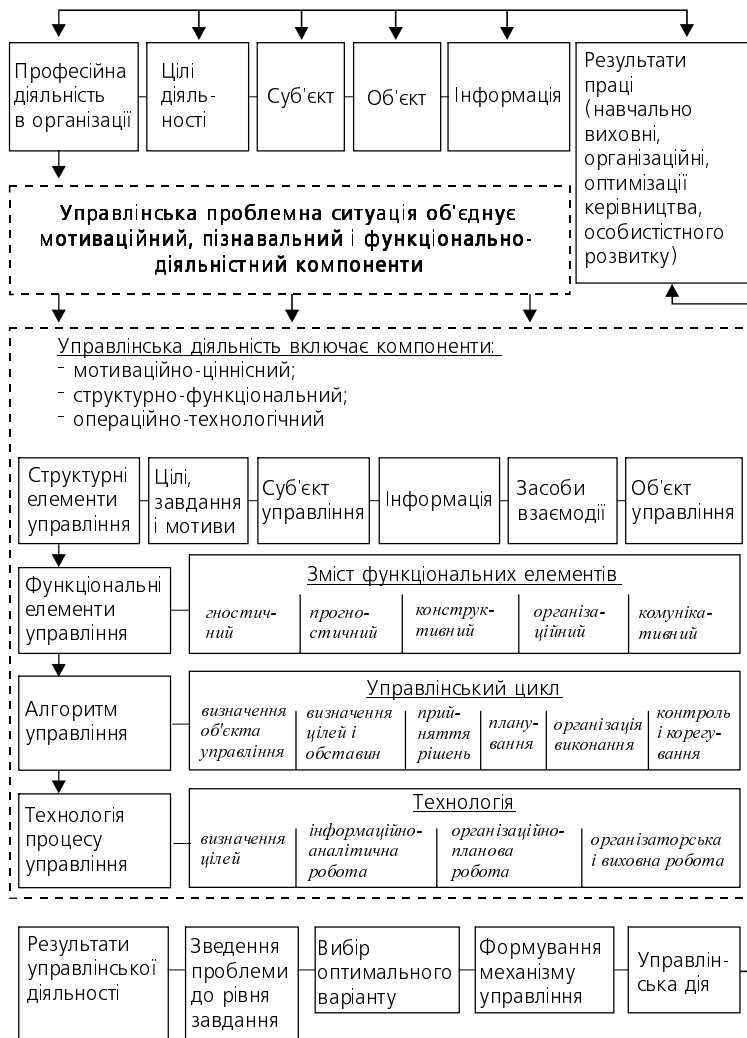 Професійна
діяльність
в організації
Цілі
діяль-
ності
Суб'єкт
Об'єкт
Інформація
Результати
праці
(навчально
виховні,
організаційні,
оптимізації
керівництва,
особистістного
розвитку)
Управлінська проблемна ситуація об'єднує
мотиваційний, пізнавальний і функціонально-
діяльністний компоненти
Управлінська діяльність включає компоненти:
- мотиваційно-ціннісний;
- структурно-функціональний;
- операційно-технологічний
Структурні
елементи
управління
Цілі,
завдання
і мотиви
Суб'єкт
управління
Інформація
Засоби
взаємодії
Об'єкт
управління
Функціональні
елементи
управління
Зміст функціональних елементів
гностич-
ний
прогно-
стичний
конструк-
тивний
організа-
ційний
комуніка-
тивний
Алгоритм
управління
Управлінський цикл
визначення
об'єкта
управління
визначення
цілей і
обставин
прий-
няття
рішень
плану-
вання
організація
виконання
контроль
і корегу-
вання
Технологія
процесу
управління
Технологія
визначення
цілей
інформаційно-
аналітична
робота
організаційно-
планова
робота
організаторська
і виховна робота
Результати
управлінської
діяльності
Зведення
проблеми
до рівня
завдання
Вибір
оптимального
варіанту
Формування
механізму
управління
Управлін-
ська дія